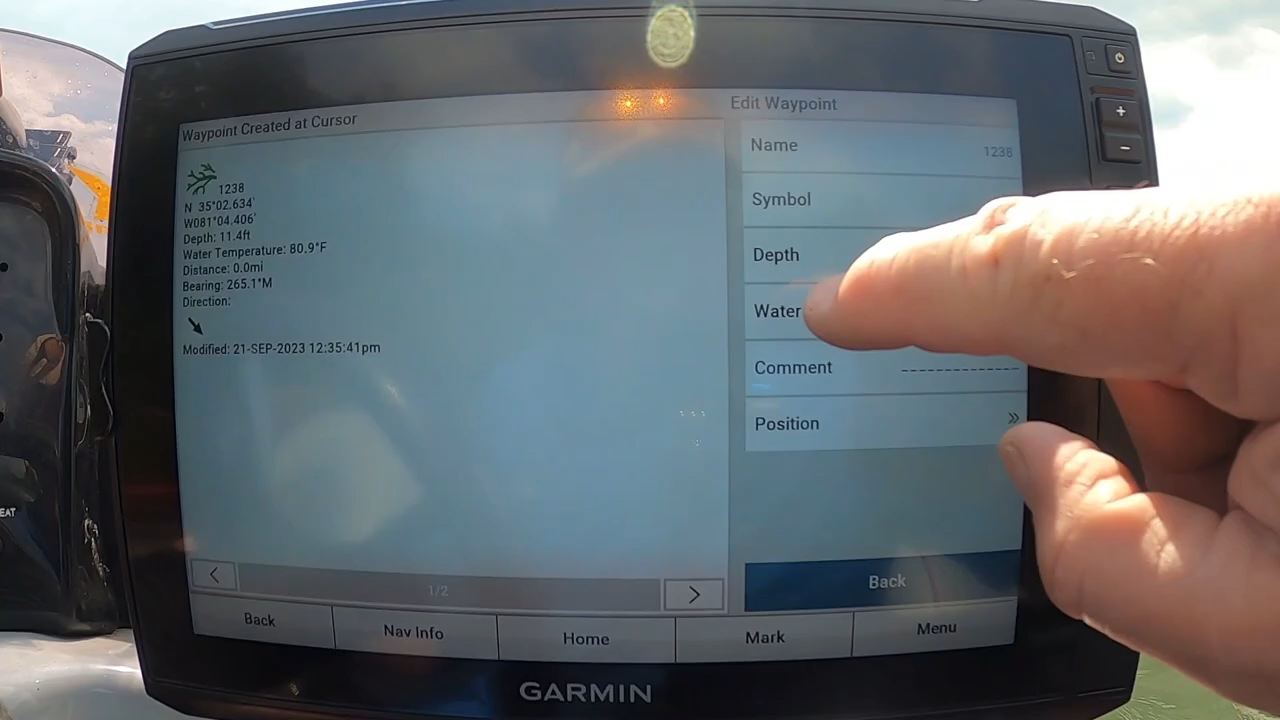 Edit Waypoint
Waypoint Created at Cursor
1238
N 35°02.634'
W081°04.406'
Depth: 11.4ft
Water Temperature: 80.9°F
Distance: 0.0mi
Bearing: 265.1°M
Direction:
Modified: 21-SEP-2023 12:35:41pm
Name 1238
Symbol
Depth
Water
Comment -------------
Position »
Back
< 1/2 >
Back Nav Info Home Mark Menu
GARMIN
+
-
EAT